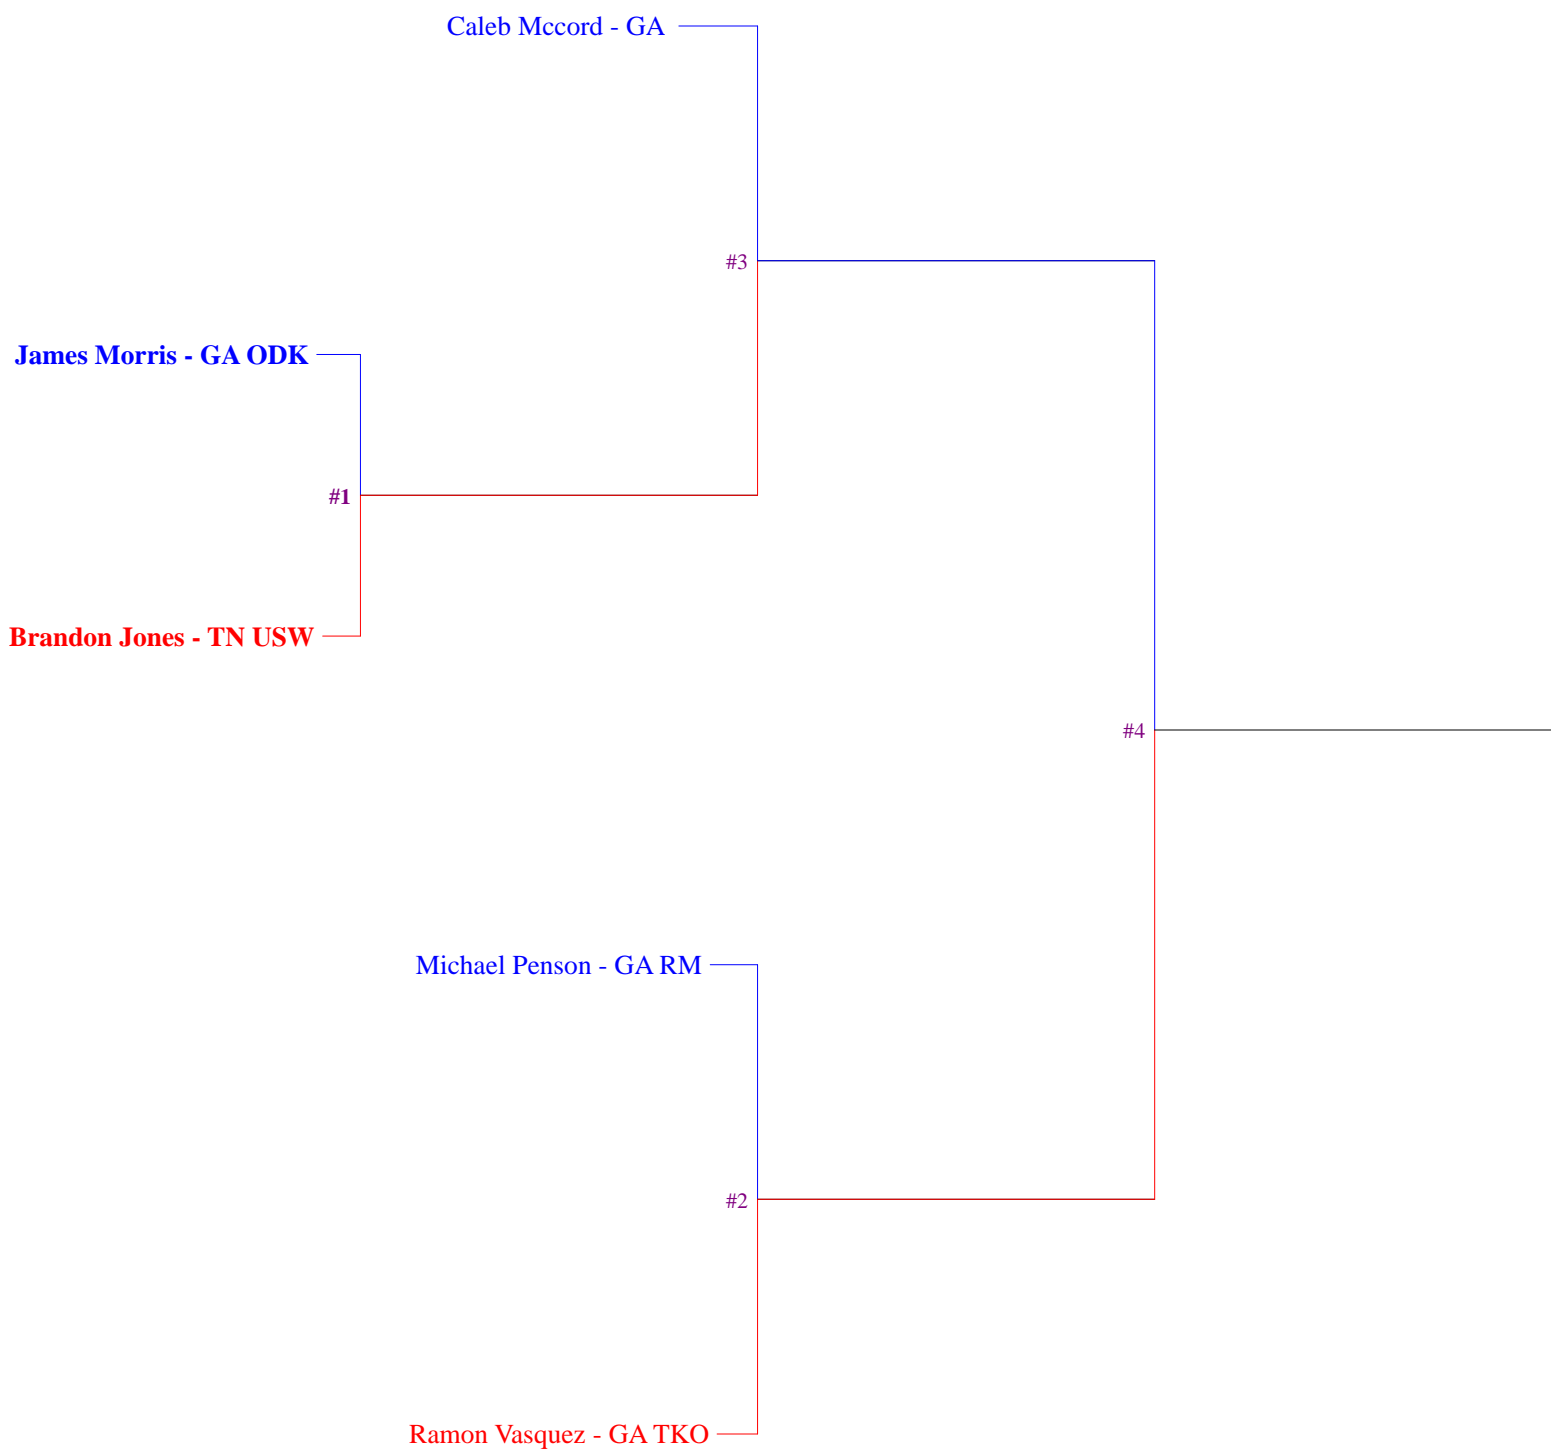 Caleb Mccord - GA
#3
James Morris - GA ODK
#1
Brandon Jones - TN USW
#4
Michael Penson - GA RM
#2
Ramon Vasquez - GA TKO